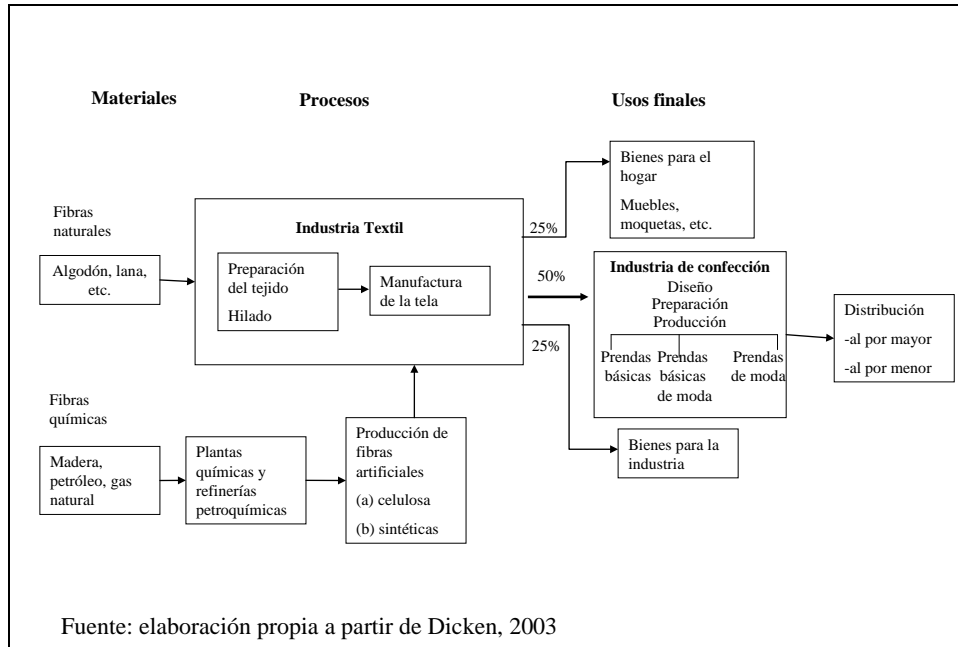 Materiales
Procesos
Usos finales
Fibras
naturales
Algodón, lana,
etc.
Industria Textil
Preparación
del tejido
Hilado
Manufactura
de la tela
25%
50%
25%
Bienes para el
hogar
Muebles,
moquetas, etc.
Industria de confección
Diseño
Preparación
Producción
Prendas
básicas
Prendas
básicas
de moda
Prendas
de moda
Distribución
-al por mayor
-al por menor
Bienes para la
industria
Fibras
químicas
Madera,
petróleo, gas
natural
Plantas
químicas y
refinerías
petroquímicas
Producción de
fibras
artificiales
(a) celulosa
(b) sintéticas
Fuente: elaboración propia a partir de Dicken, 2003